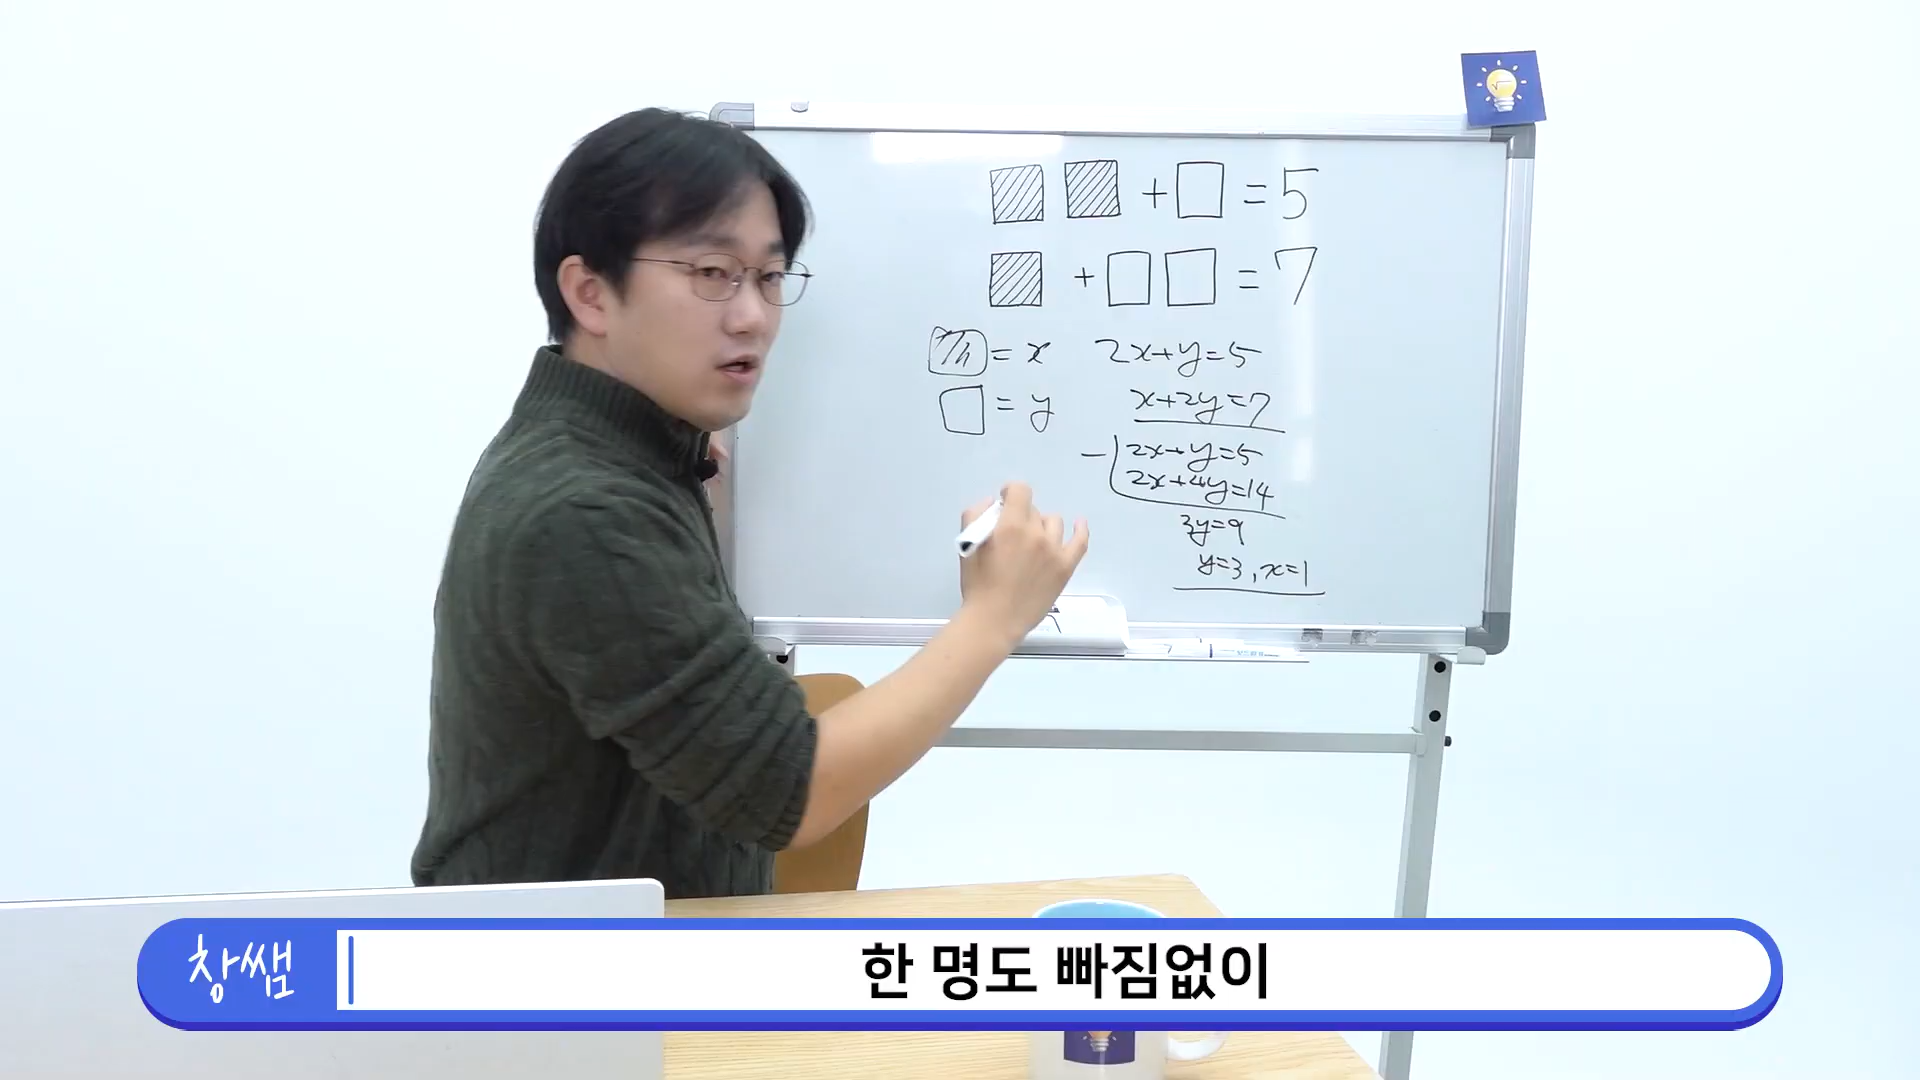 + = 5
+ = 7
= x
= y
2x+y=5
x+2y=7
− 2x+y=5
2x+4y=14
3y=9
y=3, x=1
창쌤
한 명도 빠짐없이